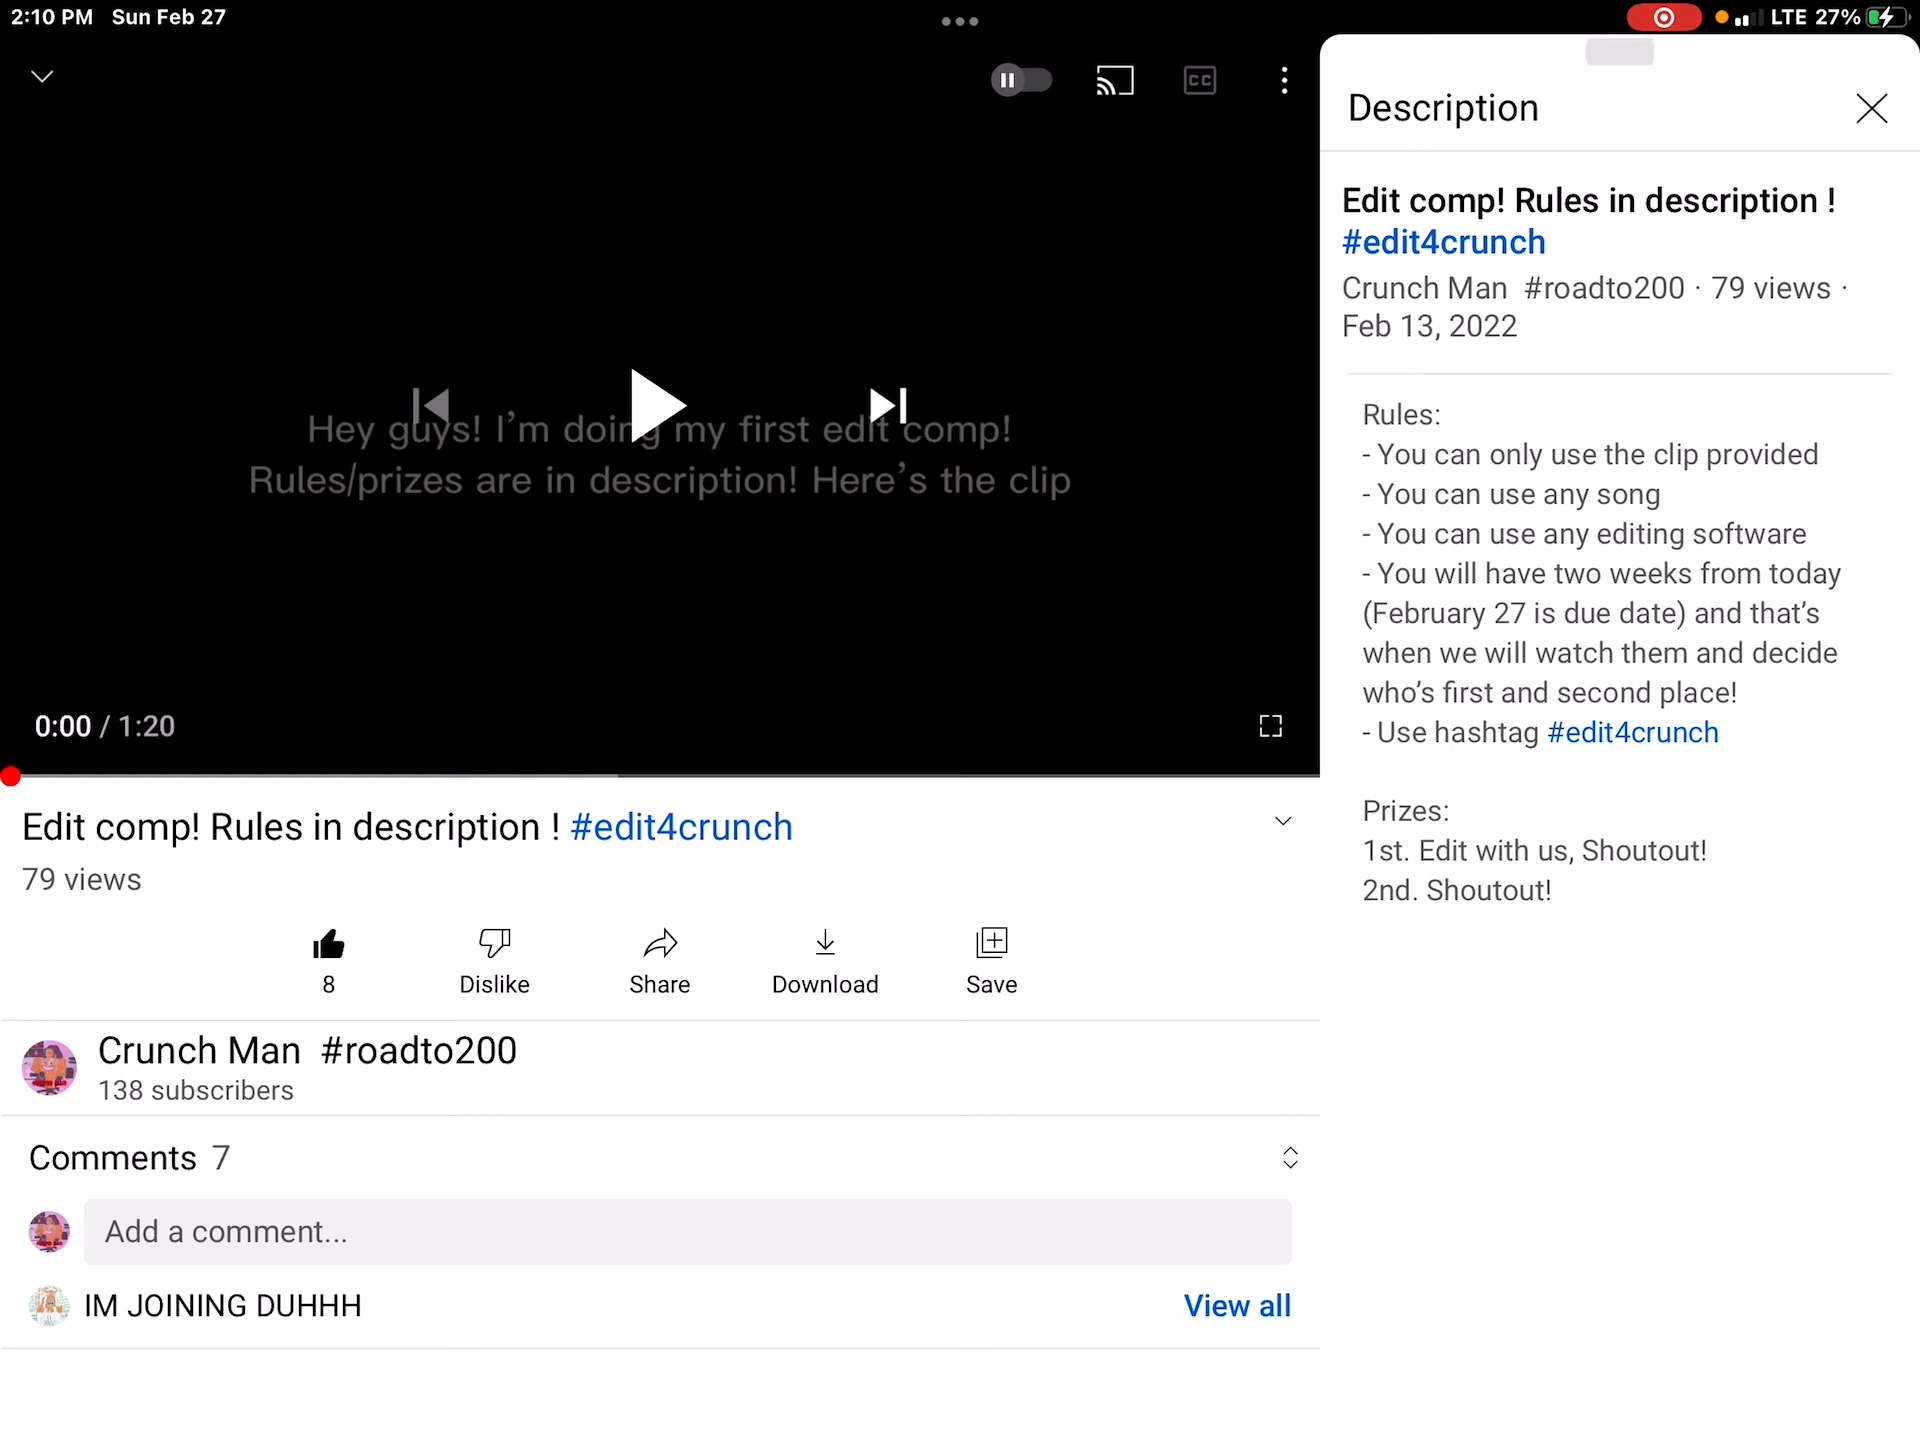 2:10 PM Sun Feb 27
LTE 27%
CC
Hey guys! I'm doing my first edit comp!
Rules/prizes are in description! Here's the clip
0:00 / 1:20
Edit comp! Rules in description ! #edit4crunch
79 views
8
Dislike
Share
Download
Save
Crunch Man #roadto200
138 subscribers
Comments 7
Add a comment...
IM JOINING DUHHH
View all
Description
Edit comp! Rules in description !
#edit4crunch
Crunch Man #roadto200 · 79 views ·
Feb 13, 2022
Rules:
- You can only use the clip provided
- You can use any song
- You can use any editing software
- You will have two weeks from today
(February 27 is due date) and that's
when we will watch them and decide
who's first and second place!
- Use hashtag #edit4crunch
Prizes:
1st. Edit with us, Shoutout!
2nd. Shoutout!